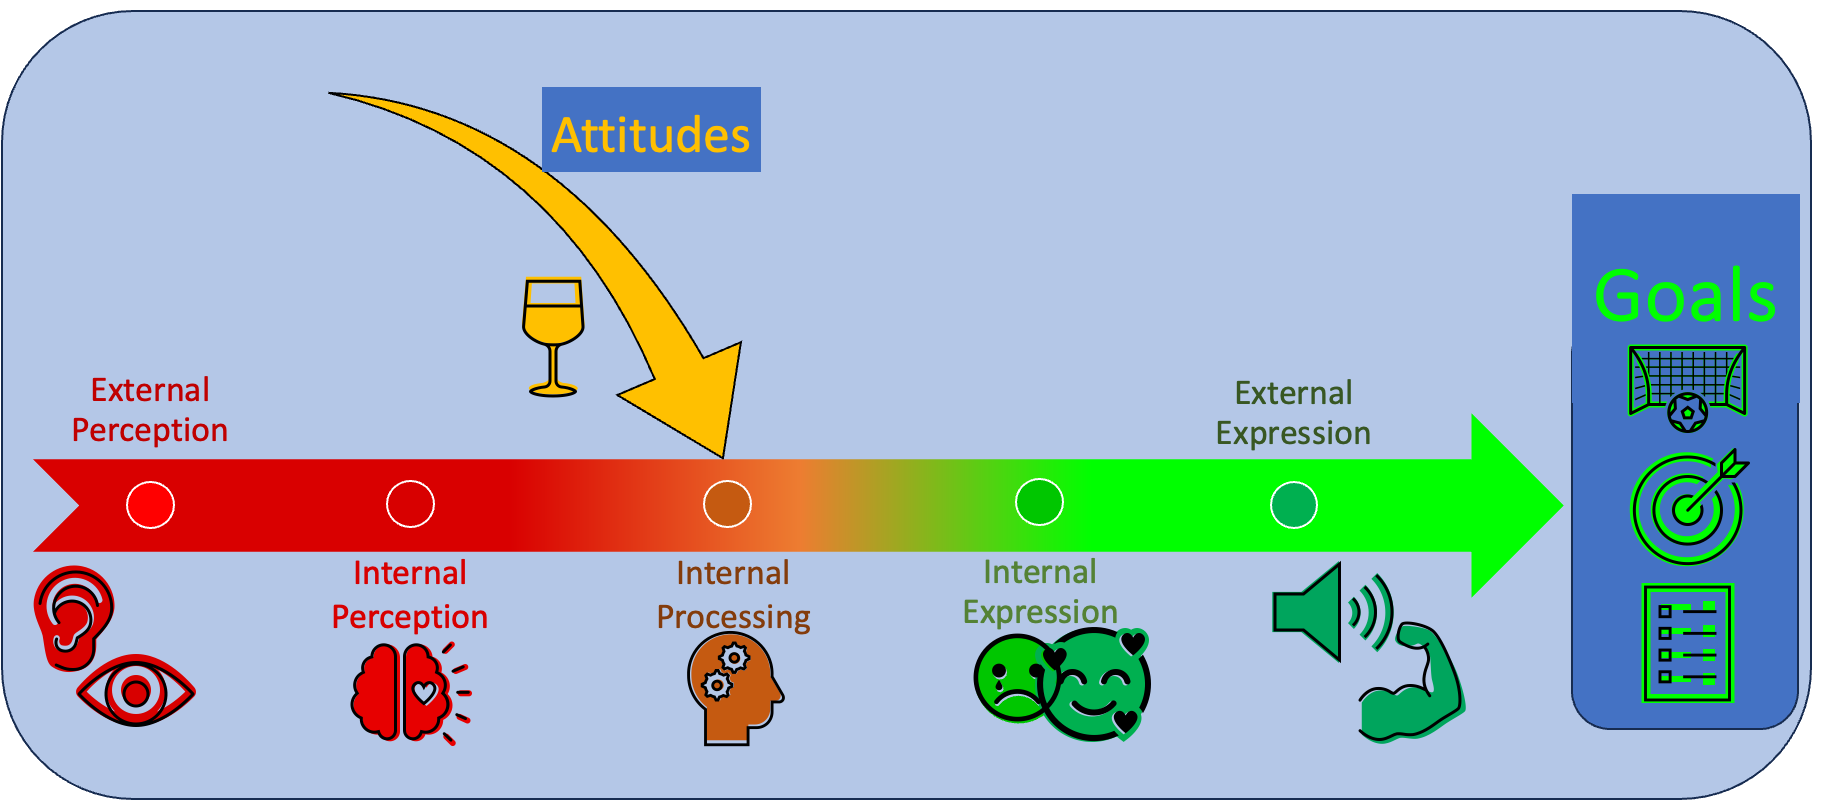 Attitudes
Goals
External
Perception
External
Expression
Internal
Perception
Internal
Processing
Internal
Expression